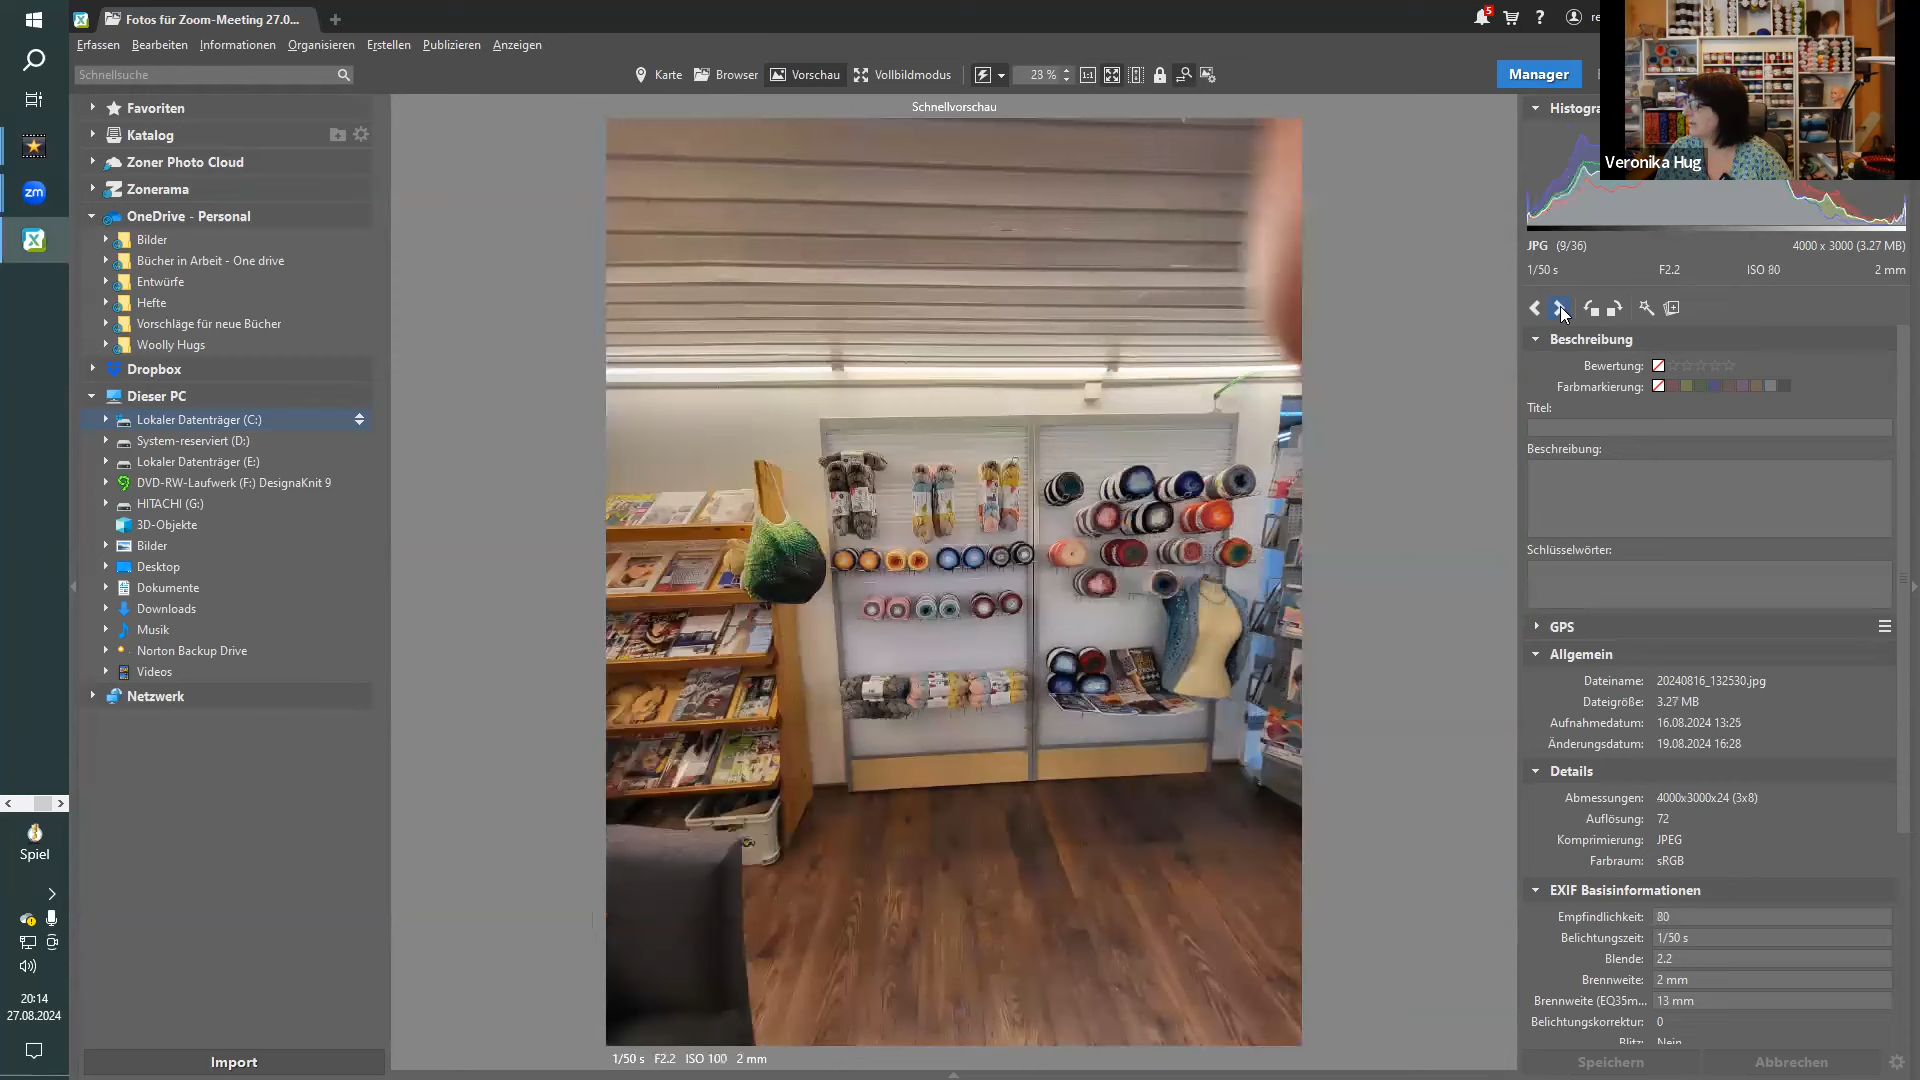 Fotos für Zoom-Meeting 27.0...
5
re
Erfassen Bearbeiten Informationen Organisieren Erstellen Publizieren Anzeigen
Schnellsuche
Karte Browser Vorschau Vollbildmodus 23 % 1:1
Manager
Schnellvorschau
Veronika Hug
Favoriten
Katalog
Zoner Photo Cloud
Zonerama
OneDrive - Personal
Bilder
Bücher in Arbeit - One drive
Entwürfe
Hefte
Vorschläge für neue Bücher
Woolly Hugs
Dropbox
Dieser PC
Lokaler Datenträger (C:)
System-reserviert (D:)
Lokaler Datenträger (E:)
DVD-RW-Laufwerk (F:) DesignaKnit 9
HITACHI (G:)
3D-Objekte
Bilder
Desktop
Dokumente
Downloads
Musik
Norton Backup Drive
Videos
Netzwerk
Import
zm
Spiel
20:14
27.08.2024
1/50 s F2.2 ISO 100 2 mm
Histogra
JPG (9/36) 4000 x 3000 (3.27 MB)
1/50 s F2.2 ISO 80 2 mm
Beschreibung
Bewertung:
Farbmarkierung:
Titel:
Beschreibung:
Schlüsselwörter:
GPS
Allgemein
Dateiname: 20240816_132530.jpg
Dateigröße: 3.27 MB
Aufnahmedatum: 16.08.2024 13:25
Änderungsdatum: 19.08.2024 16:28
Details
Abmessungen: 4000x3000x24 (3x8)
Auflösung: 72
Komprimierung: JPEG
Farbraum: sRGB
EXIF Basisinformationen
Empfindlichkeit: 80
Belichtungszeit: 1/50 s
Blende: 2.2
Brennweite: 2 mm
Brennweite (EQ35m... 13 mm
Belichtungskorrektur: 0
Blitz: Nein
Speichern Abbrechen